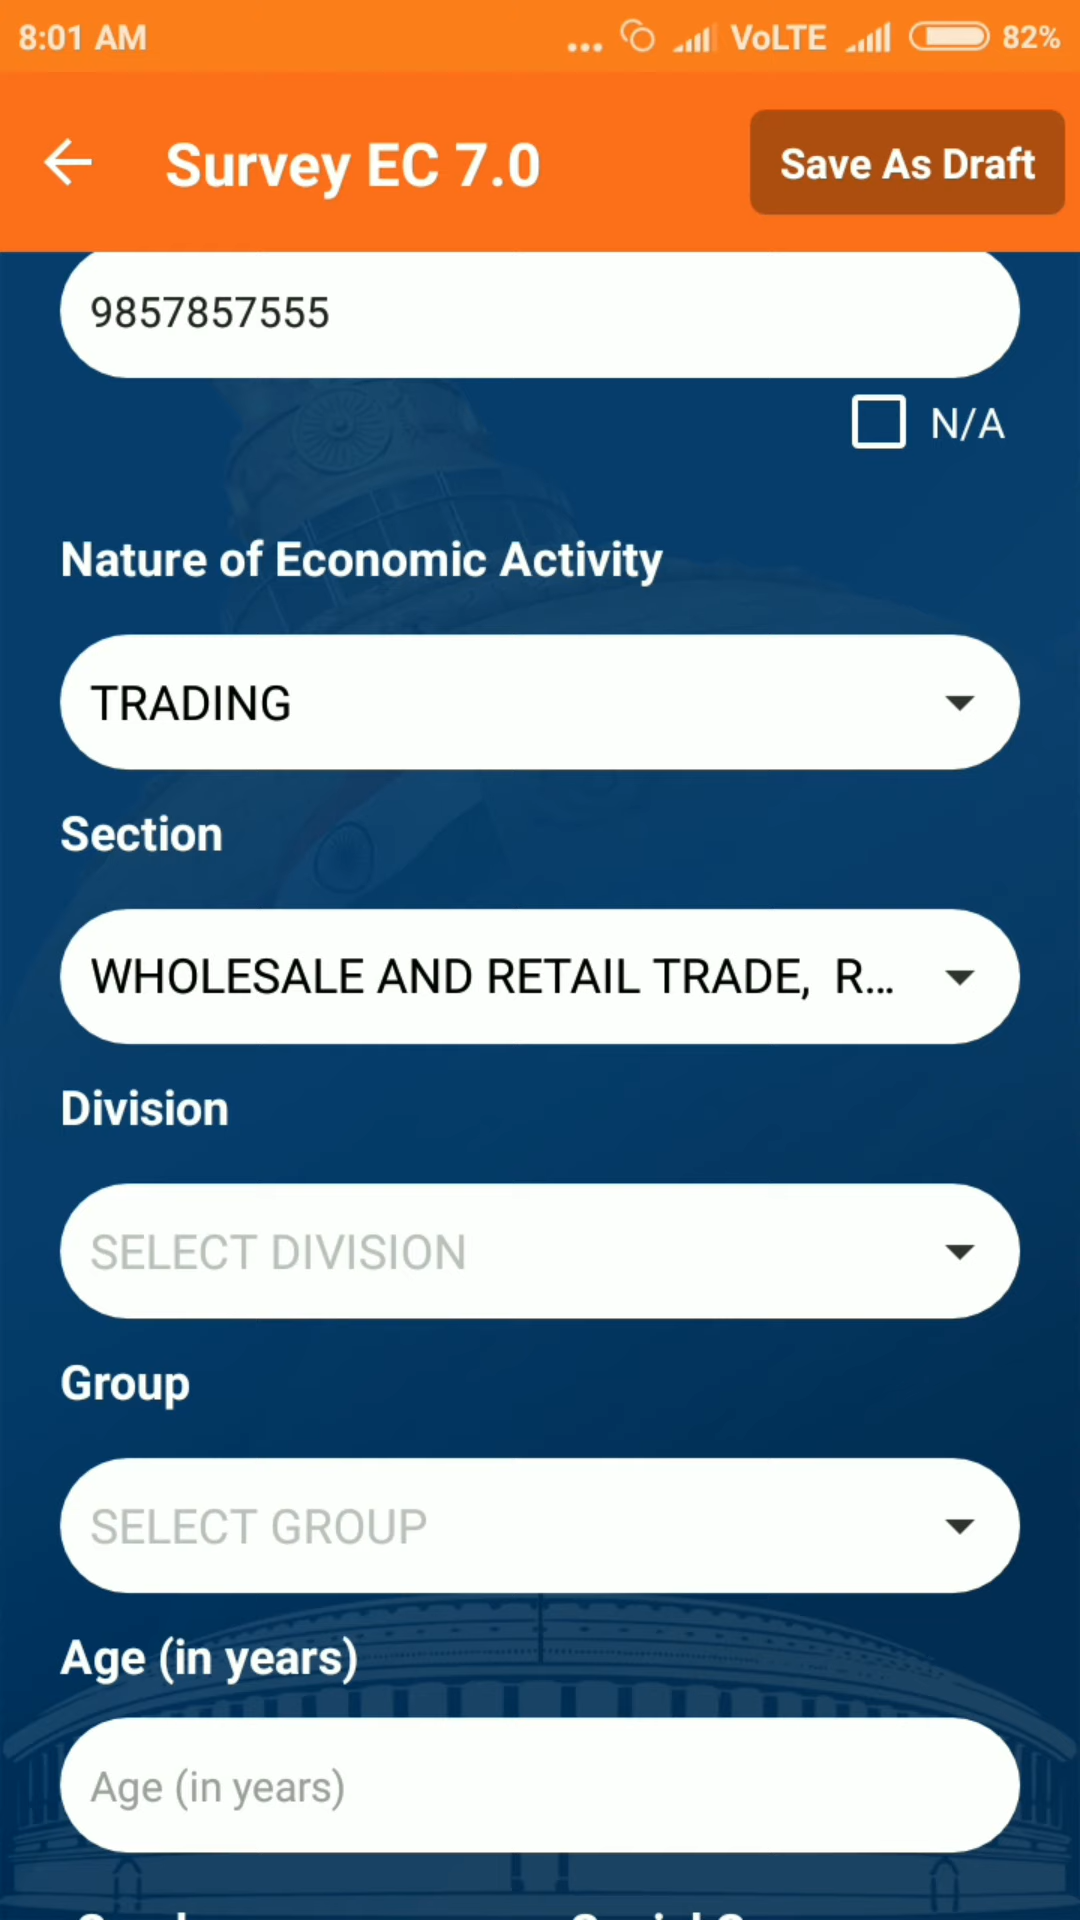 8:01 AM
... VoLTE 82%
Survey EC 7.0
Save As Draft
9857857555
N/A
Nature of Economic Activity
TRADING
Section
WHOLESALE AND RETAIL TRADE,  R...
Division
SELECT DIVISION
Group
SELECT GROUP
Age (in years)
Age (in years)